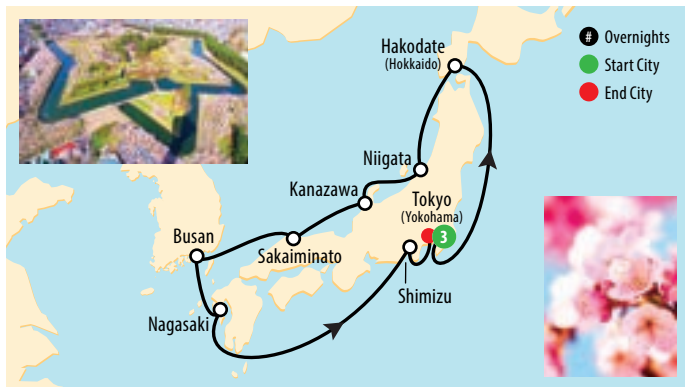 Hakodate
(Hokkaido)
# Overnights
Start City
End City
Niigata
Kanazawa
Tokyo
(Yokohama)
3
Busan
Sakaiminato
Shimizu
Nagasaki